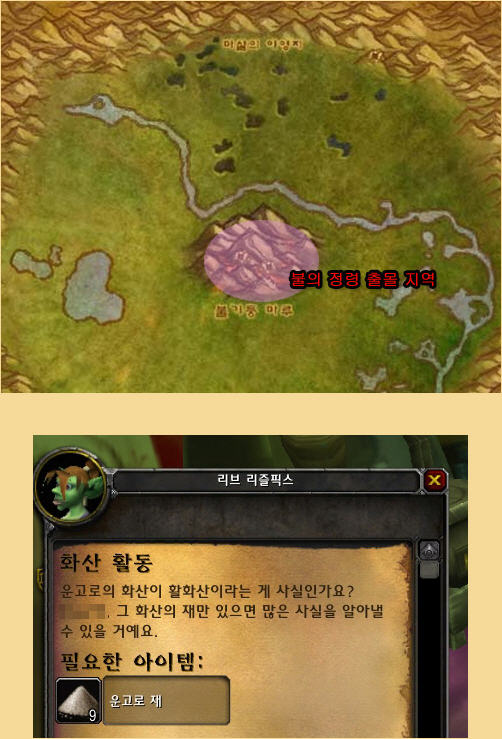 마샬의 야영지
불의 정령 출몰 지역
불기둥 마루
리브 리즐픽스
화산 활동
운고로의 화산이 활화산이라는 게 사실인가요?
, 그 화산의 재만 있으면 많은 사실을 알아낼
수 있을 거예요.
필요한 아이템:
9
운고로 재